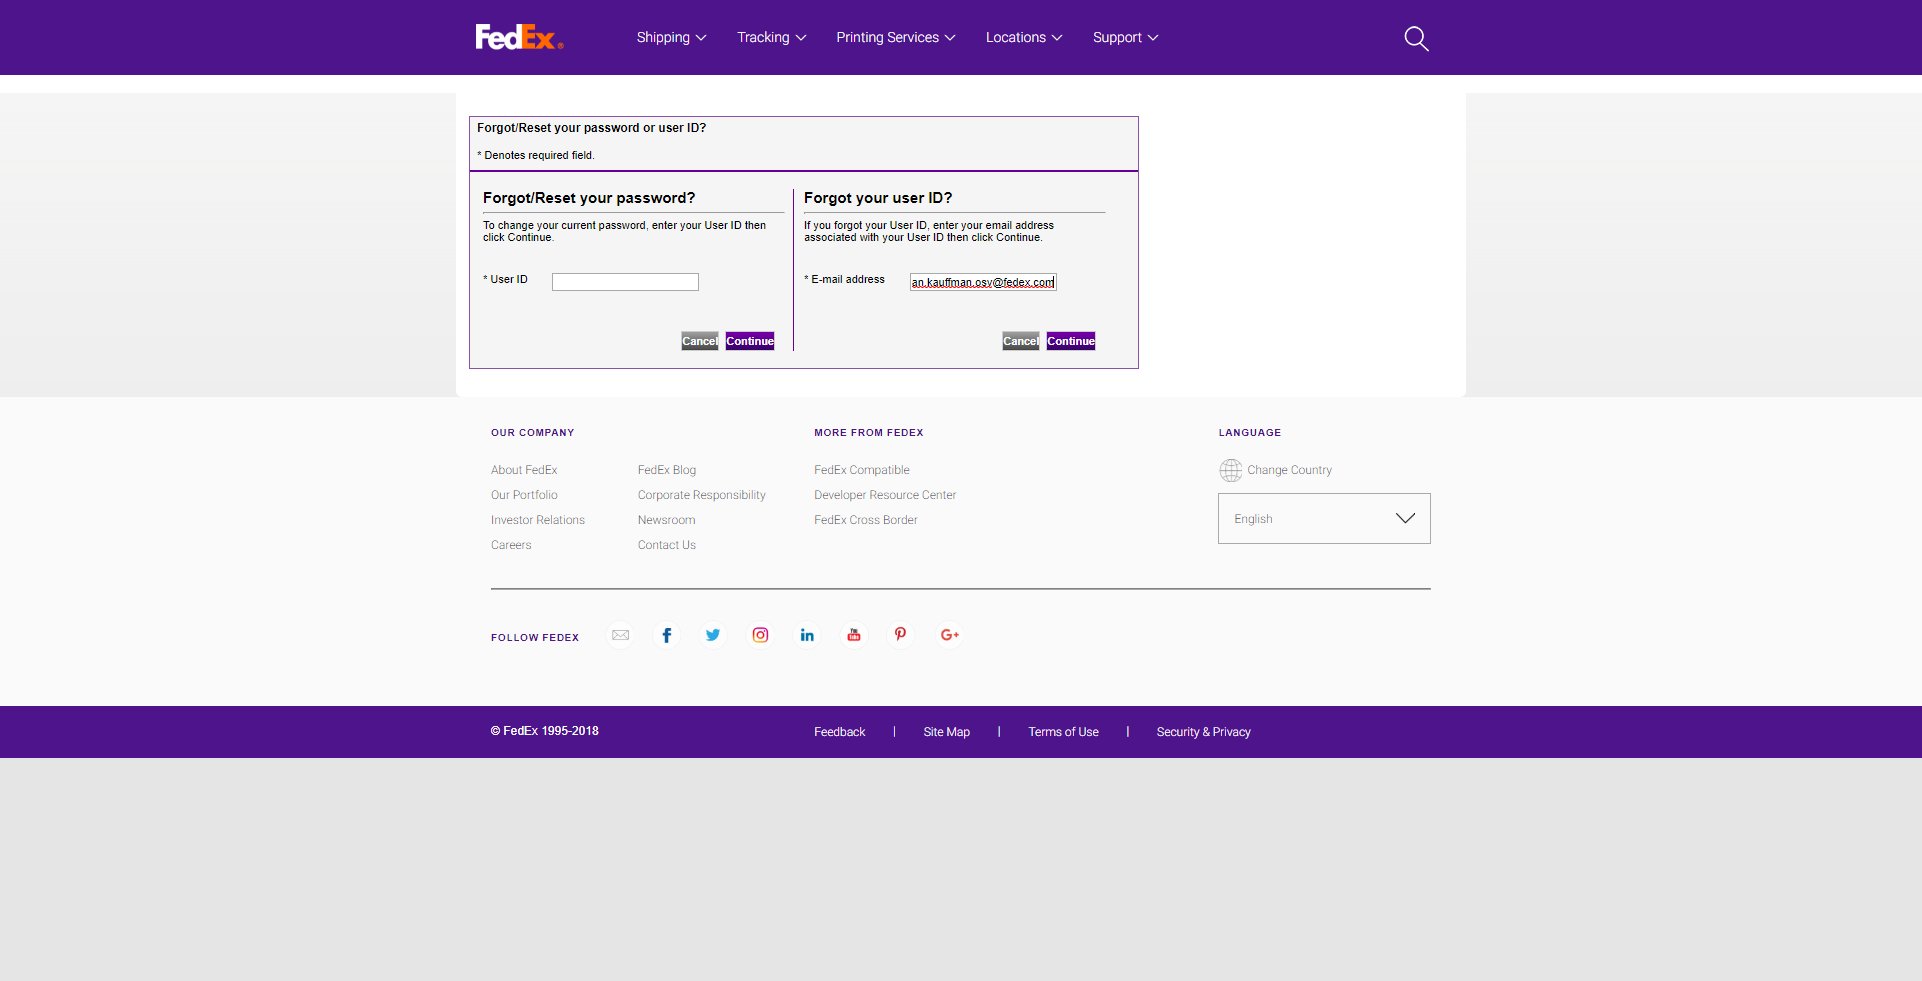 FedEx®
Shipping
Tracking
Printing Services
Locations
Support
Forgot/Reset your password or user ID?
* Denotes required field.
Forgot/Reset your password?
To change your current password, enter your User ID then
click Continue.
* User ID
Cancel
Continue
Forgot your user ID?
If you forgot your User ID, enter your email address
associated with your User ID then click Continue.
* E-mail address
an.kauffman.osv@fedex.com
Cancel
Continue
OUR COMPANY
About FedEx
Our Portfolio
Investor Relations
Careers
FedEx Blog
Corporate Responsibility
Newsroom
Contact Us
MORE FROM FEDEX
FedEx Compatible
Developer Resource Center
FedEx Cross Border
LANGUAGE
Change Country
English
FOLLOW FEDEX
© FedEx 1995-2018
Feedback | Site Map | Terms of Use | Security & Privacy